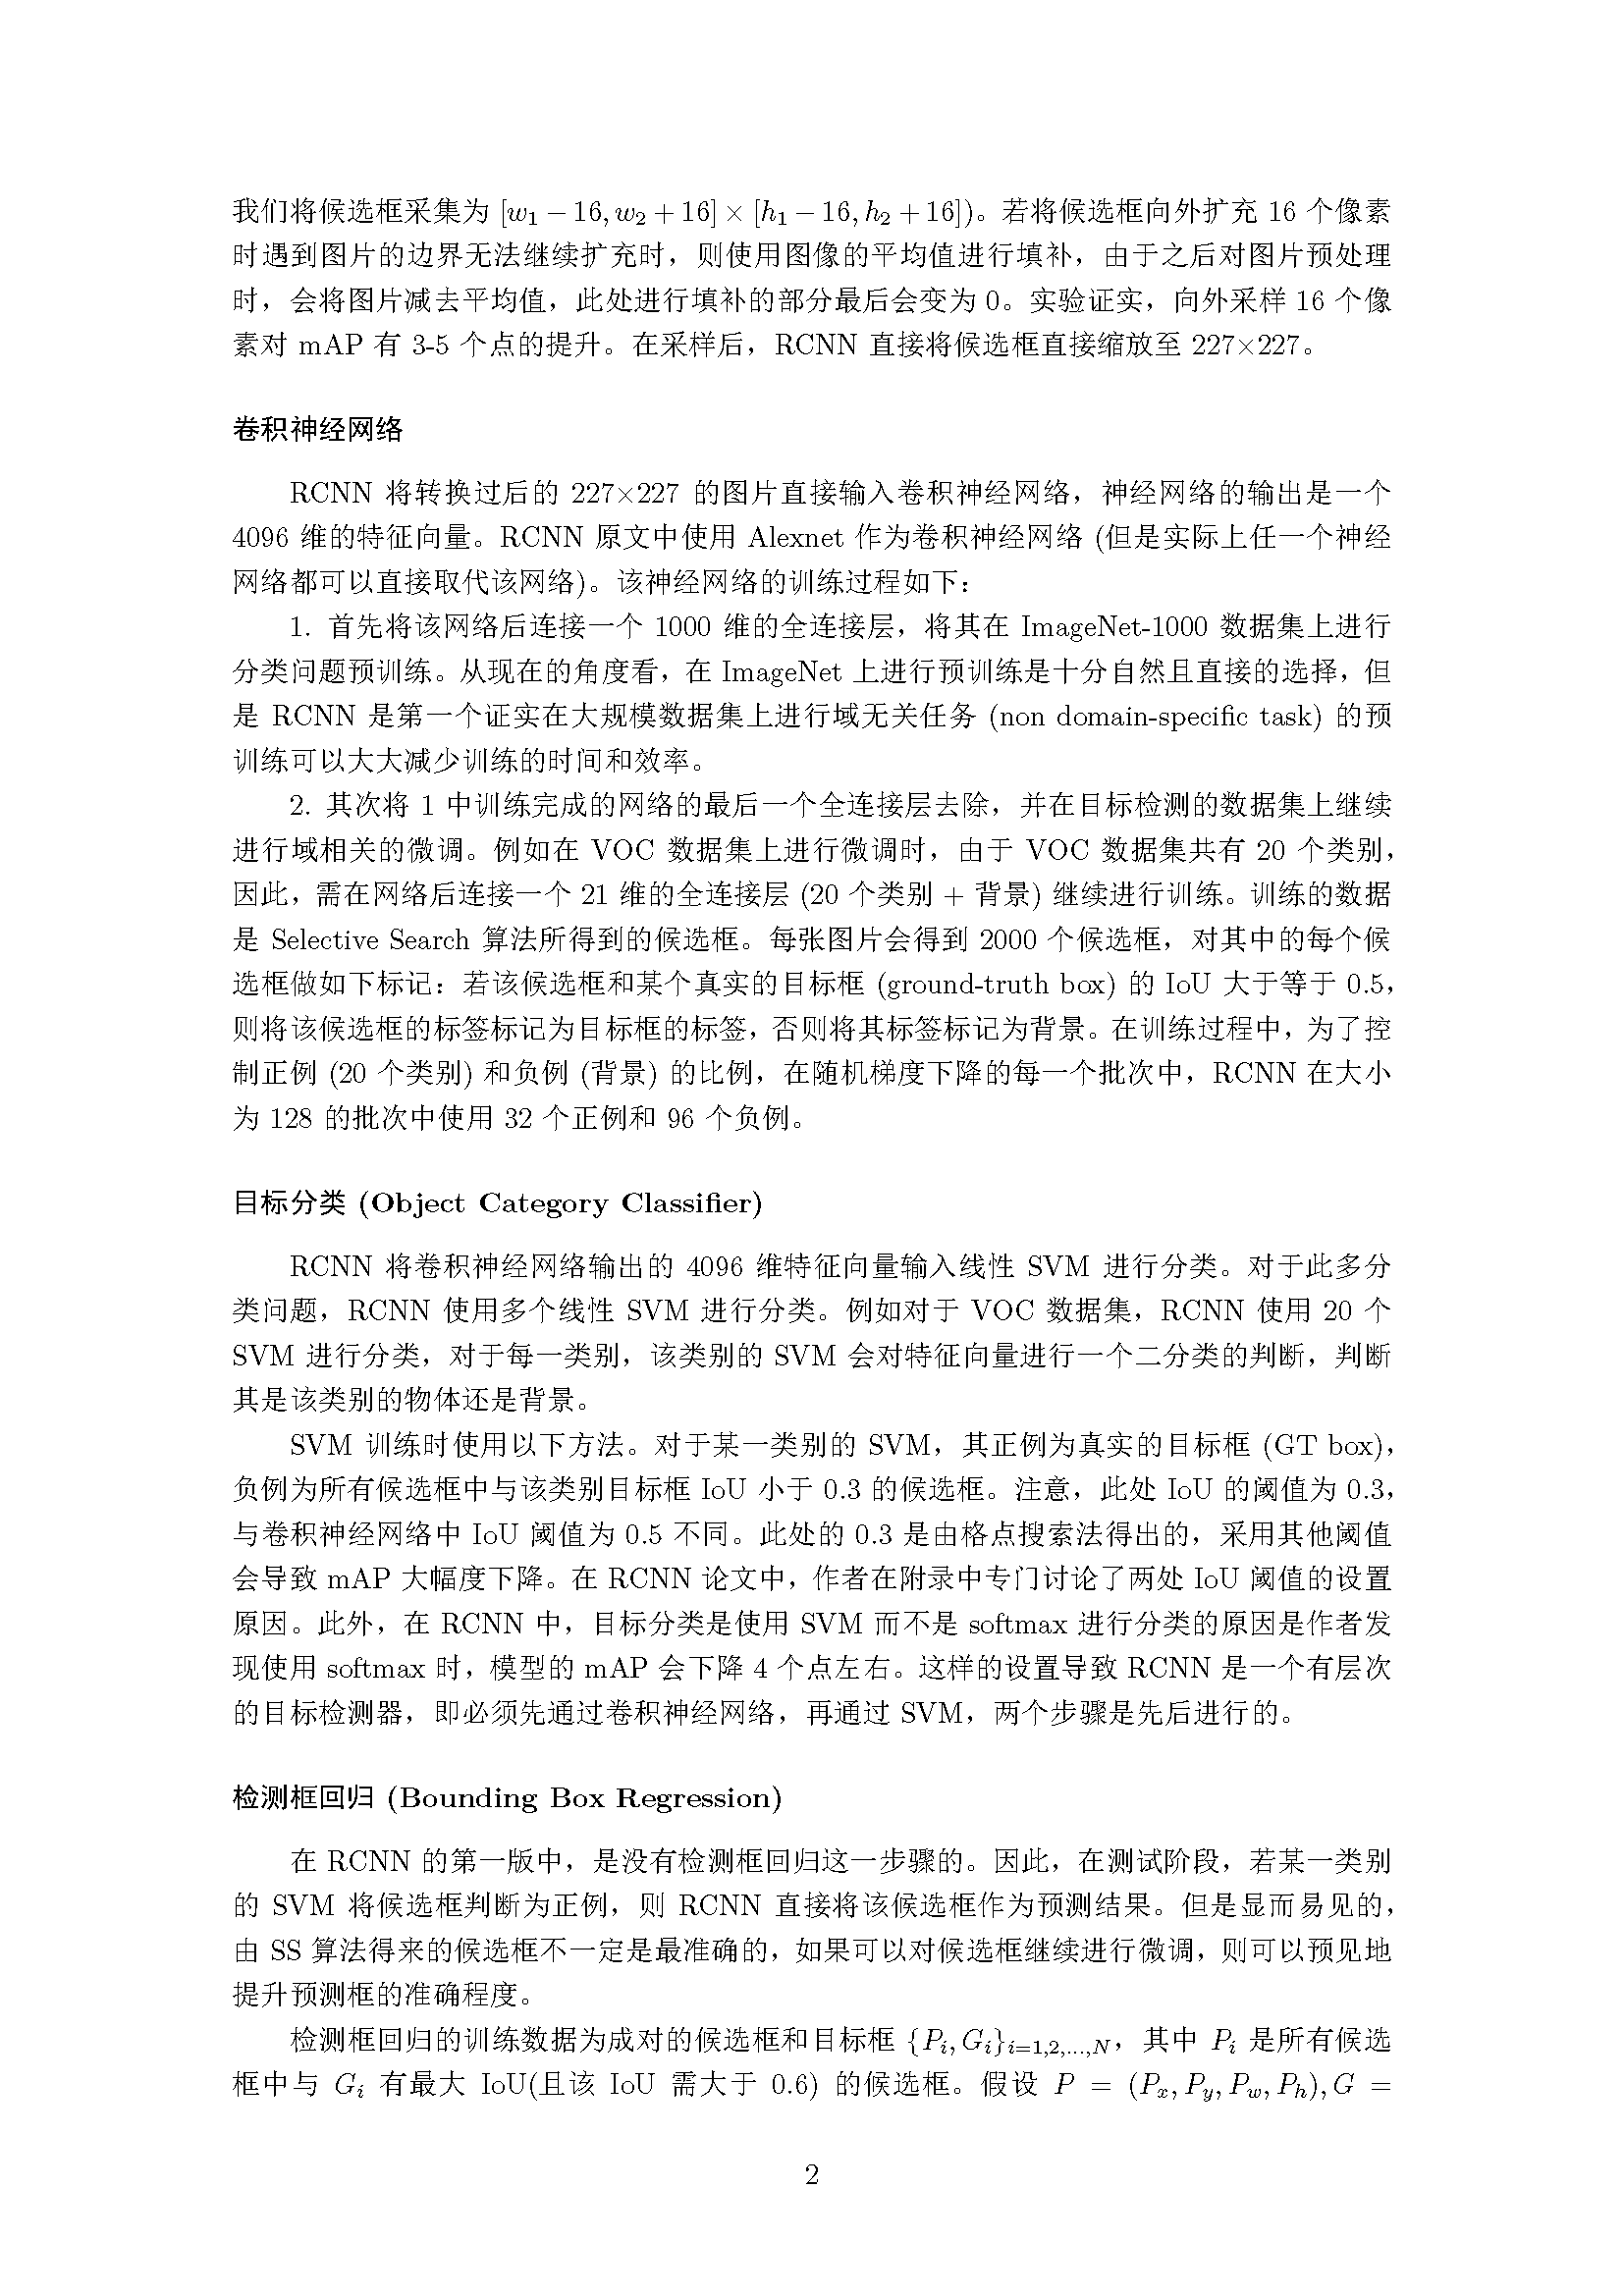 我们将候选框采集为 [w₁ − 16, w₂ + 16] × [h₁ − 16, h₂ + 16])。若将候选框向外扩充 16 个像素
时遇到图片的边界无法继续扩充时，则使用图像的平均值进行填补，由于之后对图片预处理
时，会将图片减去平均值，此处进行填补的部分最后会变为 0。实验证实，向外采样 16 个像
素对 mAP 有 3-5 个点的提升。在采样后，RCNN 直接将候选框直接缩放至 227×227。
卷积神经网络
RCNN 将转换过后的 227×227 的图片直接输入卷积神经网络，神经网络的输出是一个
4096 维的特征向量。RCNN 原文中使用 Alexnet 作为卷积神经网络 (但是实际上任一个神经
网络都可以直接取代该网络)。该神经网络的训练过程如下：
1. 首先将该网络后连接一个 1000 维的全连接层，将其在 ImageNet-1000 数据集上进行
分类问题预训练。从现在的角度看，在 ImageNet 上进行预训练是十分自然且直接的选择，但
是 RCNN 是第一个证实在大规模数据集上进行域无关任务 (non domain-specific task) 的预
训练可以大大减少训练的时间和效率。
2. 其次将 1 中训练完成的网络的最后一个全连接层去除，并在目标检测的数据集上继续
进行域相关的微调。例如在 VOC 数据集上进行微调时，由于 VOC 数据集共有 20 个类别，
因此，需在网络后连接一个 21 维的全连接层 (20 个类别 + 背景) 继续进行训练。训练的数据
是 Selective Search 算法所得到的候选框。每张图片会得到 2000 个候选框，对其中的每个候
选框做如下标记：若该候选框和某个真实的目标框 (ground-truth box) 的 IoU 大于等于 0.5，
则将该候选框的标签标记为目标框的标签，否则将其标签标记为背景。在训练过程中，为了控
制正例 (20 个类别) 和负例 (背景) 的比例，在随机梯度下降的每一个批次中，RCNN 在大小
为 128 的批次中使用 32 个正例和 96 个负例。
目标分类 (Object Category Classifier)
RCNN 将卷积神经网络输出的 4096 维特征向量输入线性 SVM 进行分类。对于此多分
类问题，RCNN 使用多个线性 SVM 进行分类。例如对于 VOC 数据集，RCNN 使用 20 个
SVM 进行分类，对于每一类别，该类别的 SVM 会对特征向量进行一个二分类的判断，判断
其是该类别的物体还是背景。
SVM 训练时使用以下方法。对于某一类别的 SVM，其正例为真实的目标框 (GT box)，
负例为所有候选框中与该类别目标框 IoU 小于 0.3 的候选框。注意，此处 IoU 的阈值为 0.3，
与卷积神经网络中 IoU 阈值为 0.5 不同。此处的 0.3 是由格点搜索法得出的，采用其他阈值
会导致 mAP 大幅度下降。在 RCNN 论文中，作者在附录中专门讨论了两处 IoU 阈值的设置
原因。此外，在 RCNN 中，目标分类是使用 SVM 而不是 softmax 进行分类的原因是作者发
现使用 softmax 时，模型的 mAP 会下降 4 个点左右。这样的设置导致 RCNN 是一个有层次
的目标检测器，即必须先通过卷积神经网络，再通过 SVM，两个步骤是先后进行的。
检测框回归 (Bounding Box Regression)
在 RCNN 的第一版中，是没有检测框回归这一步骤的。因此，在测试阶段，若某一类别
的 SVM 将候选框判断为正例，则 RCNN 直接将该候选框作为预测结果。但是显而易见的，
由 SS 算法得来的候选框不一定是最准确的，如果可以对候选框继续进行微调，则可以预见地
提升预测框的准确程度。
检测框回归的训练数据为成对的候选框和目标框 {Pᵢ, Gᵢ}ᵢ₌₁,₂,...,N，其中 Pᵢ 是所有候选
框中与 Gᵢ 有最大 IoU(且该 IoU 需大于 0.6) 的候选框。假设 P = (Pₓ, P_y, P_w, P_h), G =
2